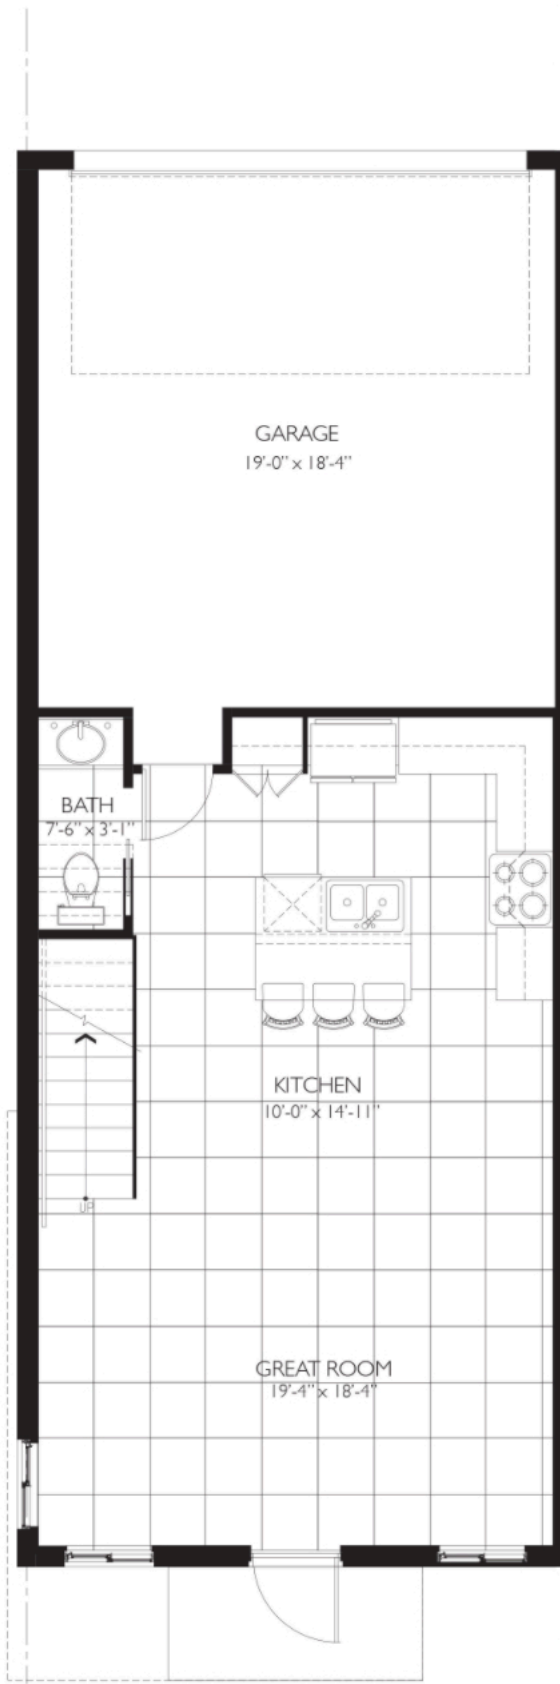 GARAGE
19'-0" x 18'-4"
BATH
7'-6" x 3'-1"
KITCHEN
10'-0" x 14'-11"
UP
GREAT ROOM
19'-4" x 18'-4"